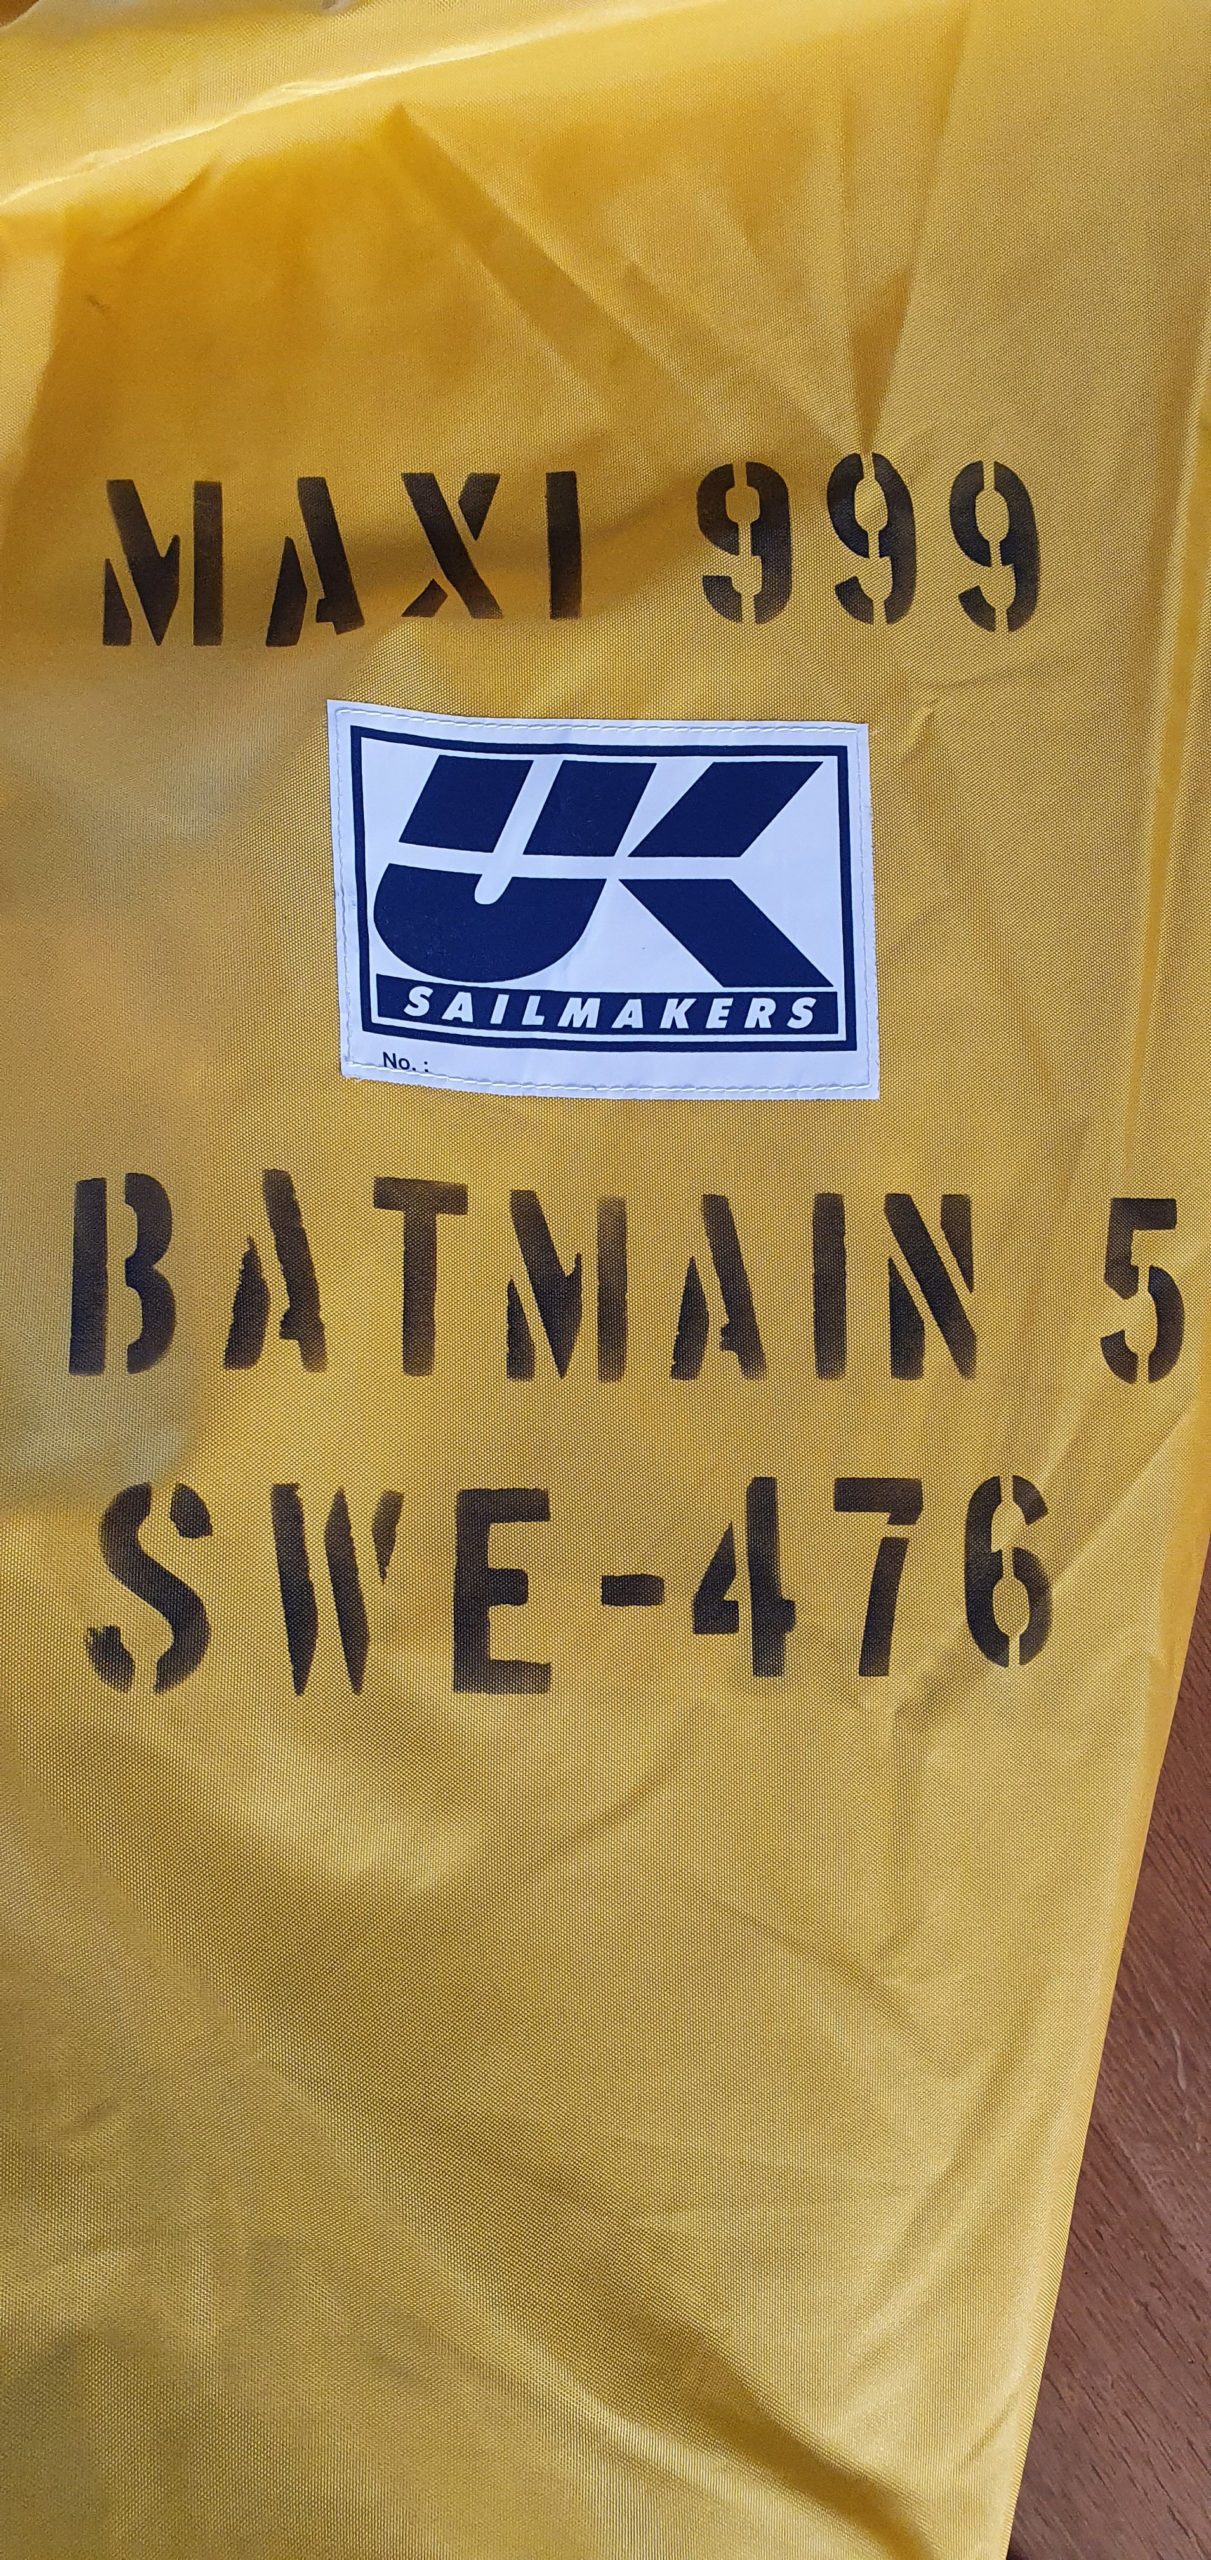 MAXI 999
UK
SAILMAKERS
No. :
BATMAIN 5
SWE-476